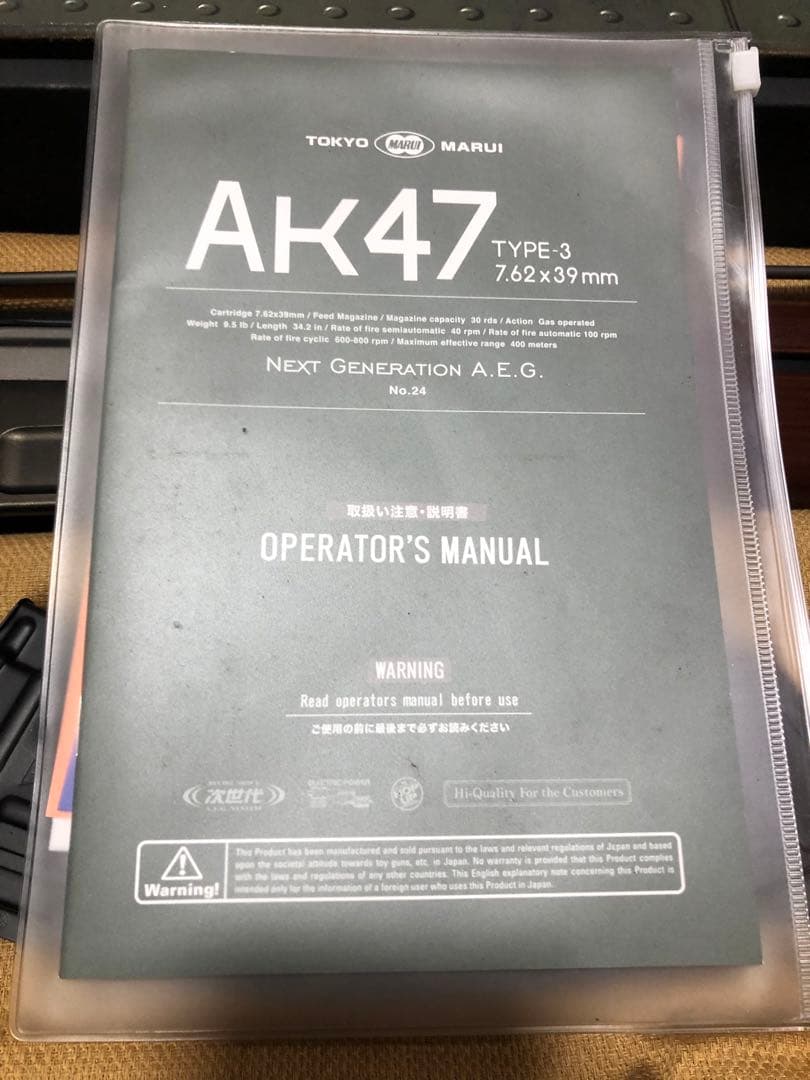 TOKYO MARUI MARUI
AK47 TYPE-3
7.62x39mm
Cartridge 7.62x39mm / Feed Magazine / Magazine capacity 30 rds / Action Gas operated
Weight 9.5 lb / Length 34.2 in / Rate of fire semiautomatic 40 rpm / Rate of fire automatic 100 rpm
Rate of fire cyclic 600-800 rpm / Maximum effective range 400 meters
NEXT GENERATION A.E.G.
No.24
取扱い注意・説明書
OPERATOR'S MANUAL
WARNING
Read operators manual before use
ご使用の前に最後まで必ずお読みください
次世代
ELECTRIC POWER
Hi-Quality For the Customers
Warning!
This Product has been manufactured and sold pursuant to the laws and relevant regulations of Japan and based
upon the societal attitude towards toy guns, etc. in Japan. No warranty is provided that this Product complies
with the laws and regulations of any other countries. This English explanatory note concerning this Product is
intended only for the information of a foreign user who uses this Product in Japan.